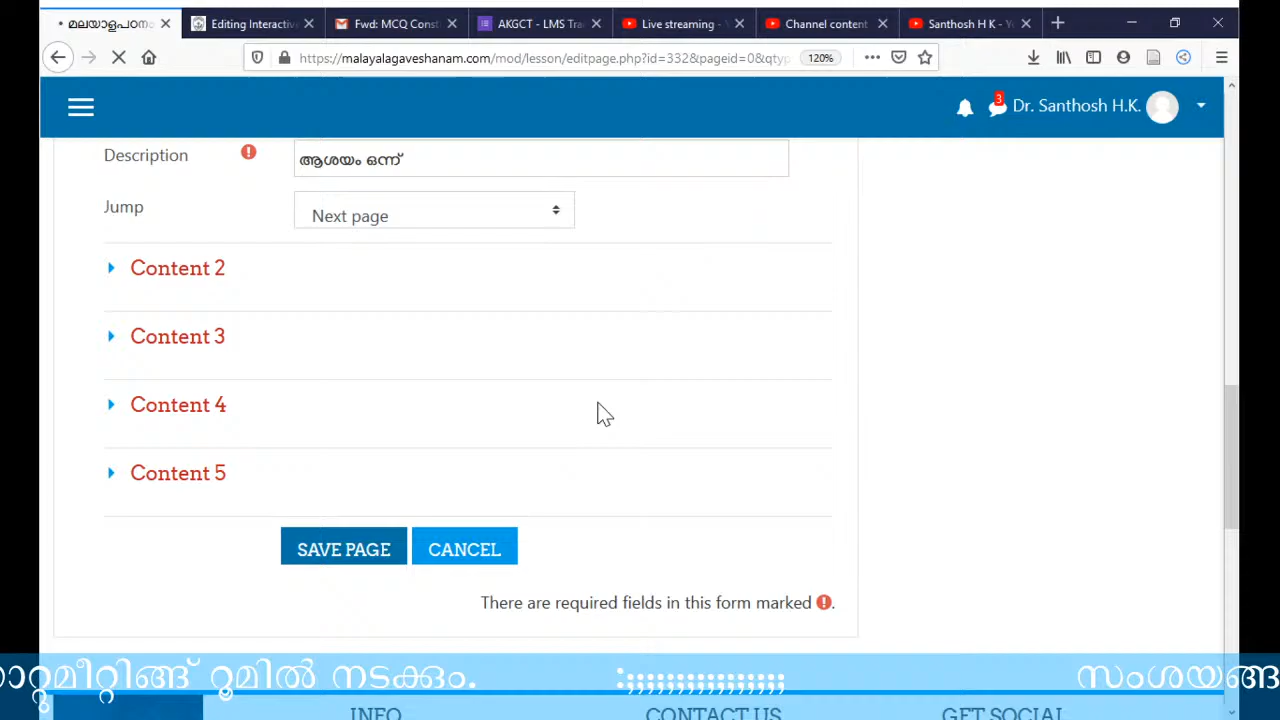 Editing Interactiv
Fwd: MCQ Const
AKGCT - LMS Tra
Live streaming -
Channel content
Santhosh H K - Y
https://malayalagaveshanam.com/mod/lesson/editpage.php?id=332&pageid=0&qtyp
120%
3
Dr. Santhosh H.K.
Description
ആശയം ഒന്ന്
Jump
Next page
Content 2
Content 3
Content 4
Content 5
SAVE PAGE
CANCEL
There are required fields in this form marked
റൂമിൽ നടക്കും.
:;;;;;;;;;;;;;;;;
INFO
CONTACT US
GET SOCIAL